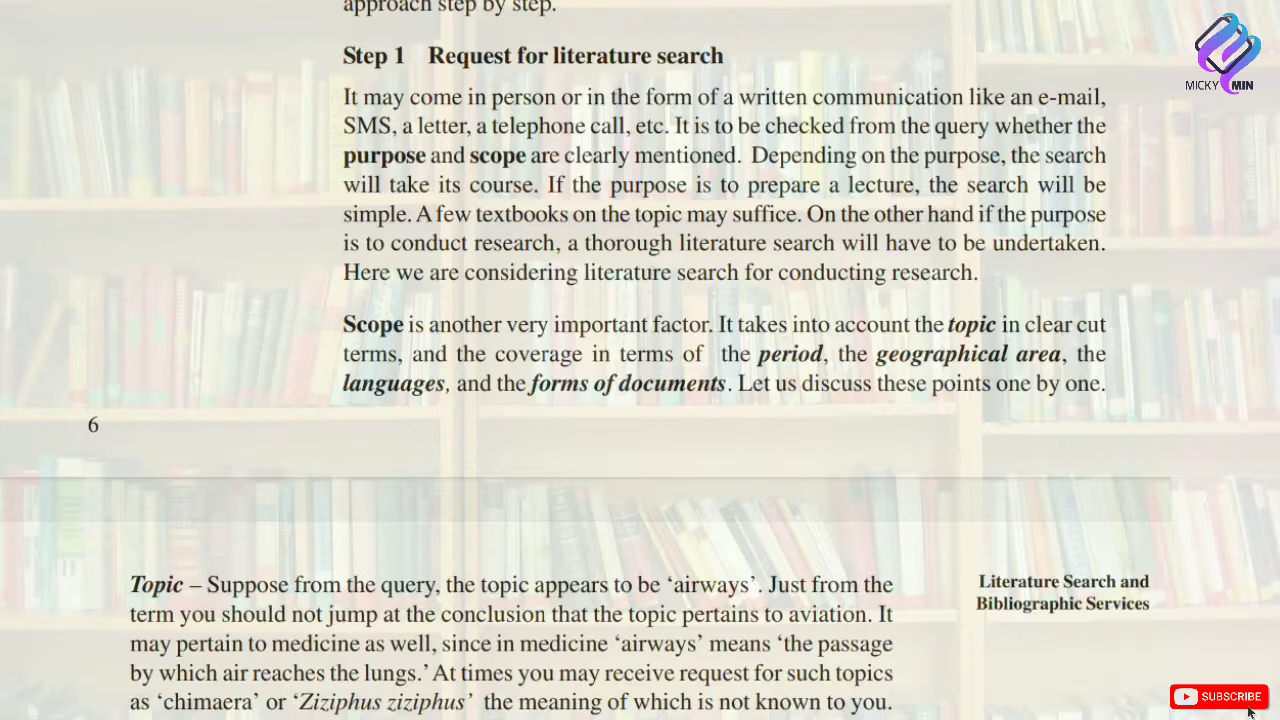 approach step by step.
Step 1 Request for literature search
It may come in person or in the form of a written communication like an e-mail,
SMS, a letter, a telephone call, etc. It is to be checked from the query whether the
purpose and scope are clearly mentioned. Depending on the purpose, the search
will take its course. If the purpose is to prepare a lecture, the search will be
simple. A few textbooks on the topic may suffice. On the other hand if the purpose
is to conduct research, a thorough literature search will have to be undertaken.
Here we are considering literature search for conducting research.
Scope is another very important factor. It takes into account the topic in clear cut
terms, and the coverage in terms of the period, the geographical area, the
languages, and the forms of documents. Let us discuss these points one by one.
6
Topic – Suppose from the query, the topic appears to be ‘airways’. Just from the
term you should not jump at the conclusion that the topic pertains to aviation. It
may pertain to medicine as well, since in medicine ‘airways’ means ‘the passage
by which air reaches the lungs.’ At times you may receive request for such topics
as ‘chimaera’ or ‘Ziziphus ziziphus’ the meaning of which is not known to you.
Literature Search and
Bibliographic Services
MICKY MIN
SUBSCRIBE